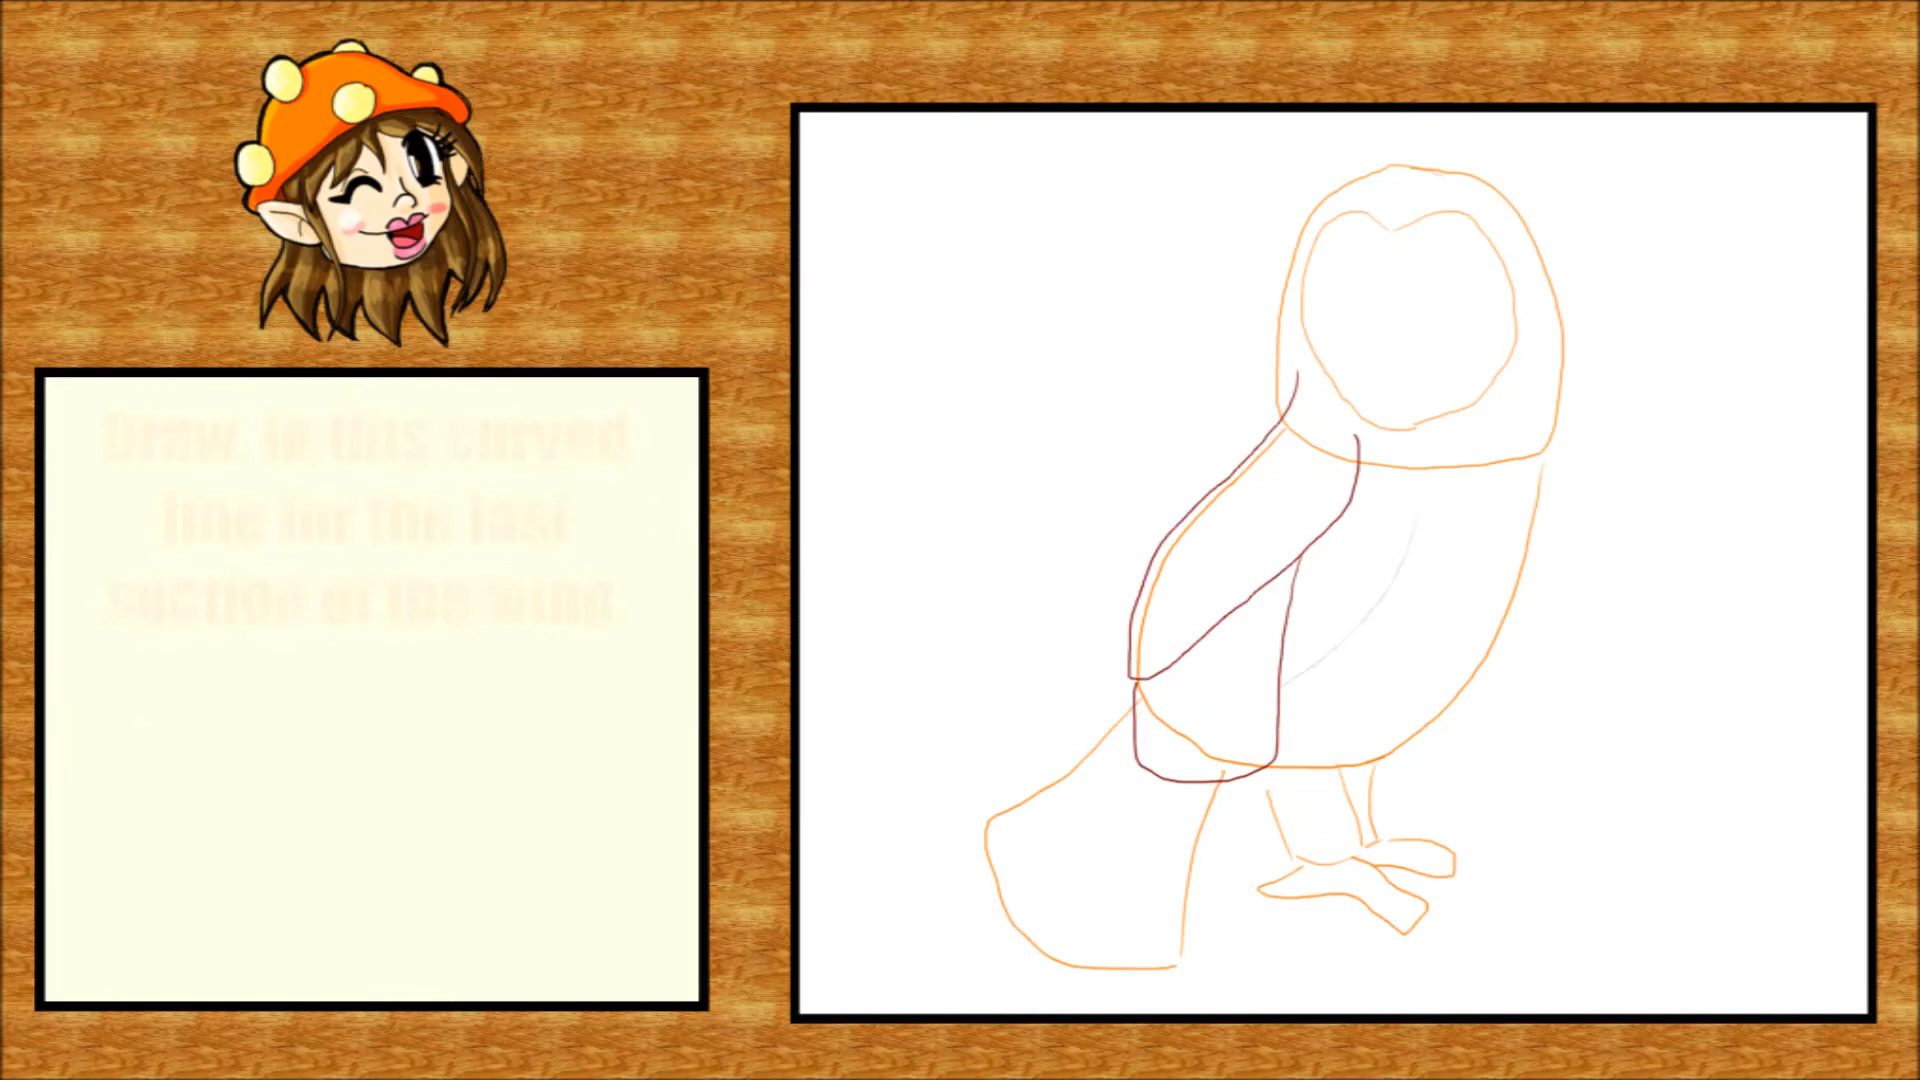 Draw, in this curved
line for the last
section of the wing.